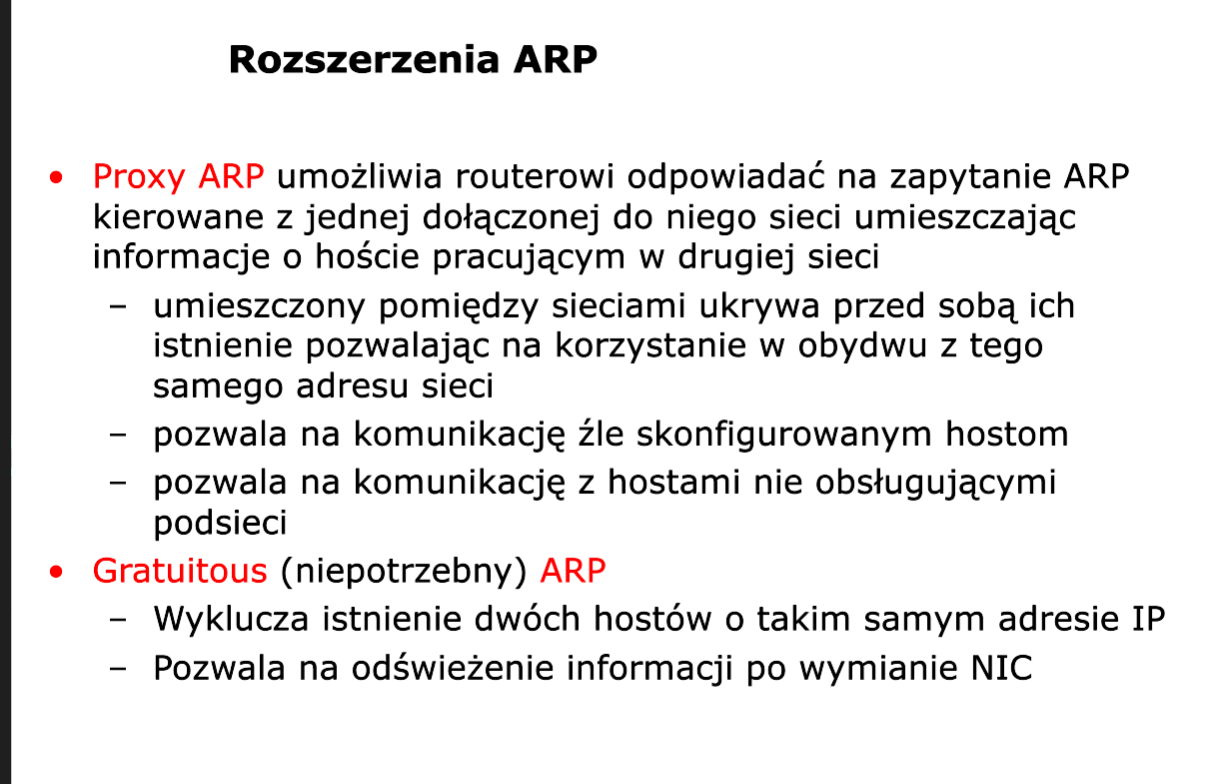 Rozszerzenia ARP
• Proxy ARP umożliwia routerowi odpowiadać na zapytanie ARP
kierowane z jednej dołączonej do niego sieci umieszczając
informacje o hoście pracującym w drugiej sieci
– umieszczony pomiędzy sieciami ukrywa przed sobą ich
istnienie pozwalając na korzystanie w obydwu z tego
samego adresu sieci
– pozwala na komunikację źle skonfigurowanym hostom
– pozwala na komunikację z hostami nie obsługującymi
podsieci
• Gratuitous (niepotrzebny) ARP
– Wyklucza istnienie dwóch hostów o takim samym adresie IP
– Pozwala na odświeżenie informacji po wymianie NIC